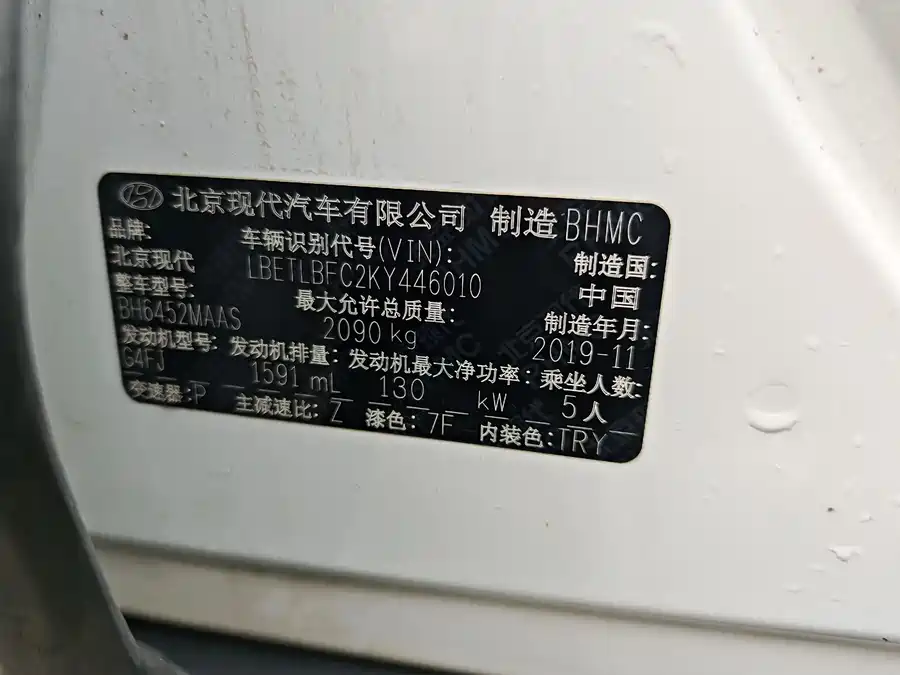 北京现代汽车有限公司 制造 BHMC
品牌: 车辆识别代号(VIN): 制造国:
北京现代 LBETLBFC2KY446010 中国
整车型号: 最大允许总质量: 制造年月:
BH6452MAAS 2090 kg 2019-11
发动机型号: 发动机排量: 发动机最大净功率: 乘坐人数:
G4FJ 1591 mL 130 kW 5人
变速器:P 主减速比: Z 漆色: 7F 内装色:TRY